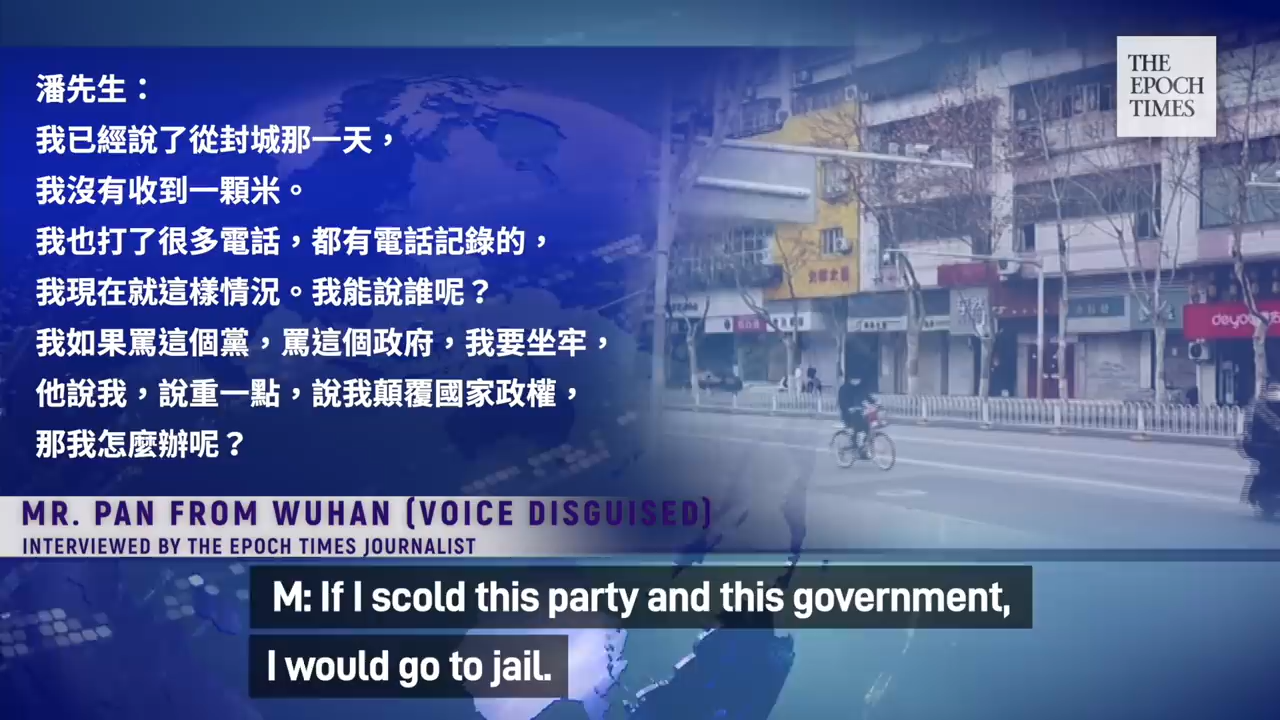 潘先生：
我已經說了從封城那一天，
我沒有收到一顆米。
我也打了很多電話，都有電話記錄的，
我現在就這樣情況。我能說誰呢？
我如果罵這個黨，罵這個政府，我要坐牢，
他說我，說重一點，說我顛覆國家政權，
那我怎麼辦呢？
THE
EPOCH
TIMES
MR. PAN FROM WUHAN (VOICE DISGUISED)
INTERVIEWED BY THE EPOCH TIMES JOURNALIST
M: If I scold this party and this government,
I would go to jail.